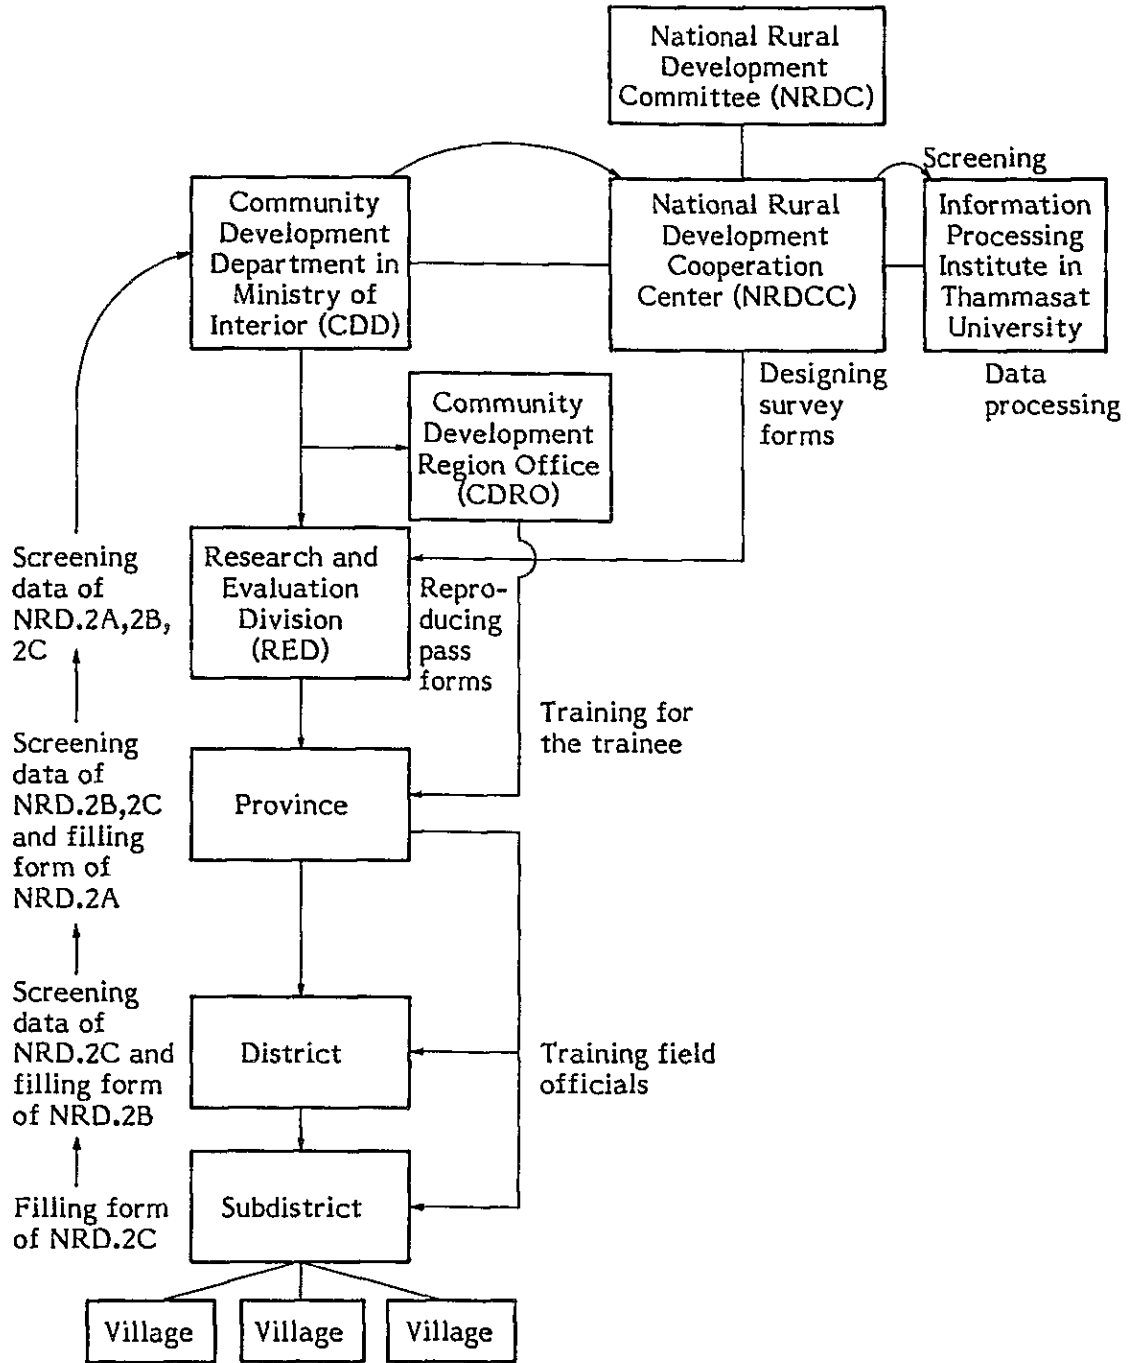 National Rural
Development
Committee (NRDC)
Screening
Community
Development
Department in
Ministry of
Interior (CDD)
National Rural
Development
Cooperation
Center (NRDCC)
Information
Processing
Institute in
Thammasat
University
Designing
survey
forms
Data
processing
Community
Development
Region Office
(CDRO)
Research and
Evaluation
Division
(RED)
Repro-
ducing
pass
forms
Screening
data of
NRD.2A,2B,
2C
Training for
the trainee
Screening
data of
NRD.2B,2C
and filling
form of
NRD.2A
Province
Screening
data of
NRD.2C and
filling form
of NRD.2B
District
Training field
officials
Filling form
of NRD.2C
Subdistrict
Village
Village
Village